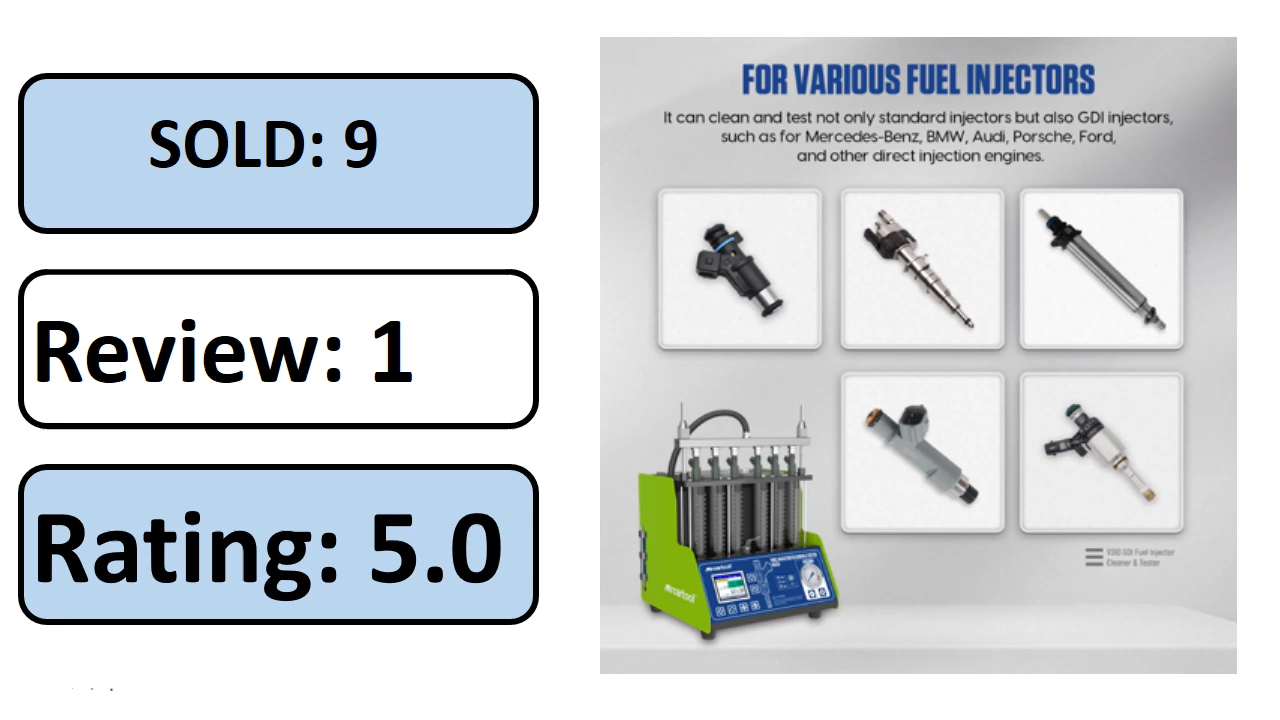 SOLD: 9
Review: 1
Rating: 5.0
FOR VARIOUS FUEL INJECTORS
It can clean and test not only standard injectors but also GDI injectors,
such as for Mercedes-Benz, BMW, Audi, Porsche, Ford,
and other direct injection engines.
V310 GDI Fuel Injector
Cleaner & Tester